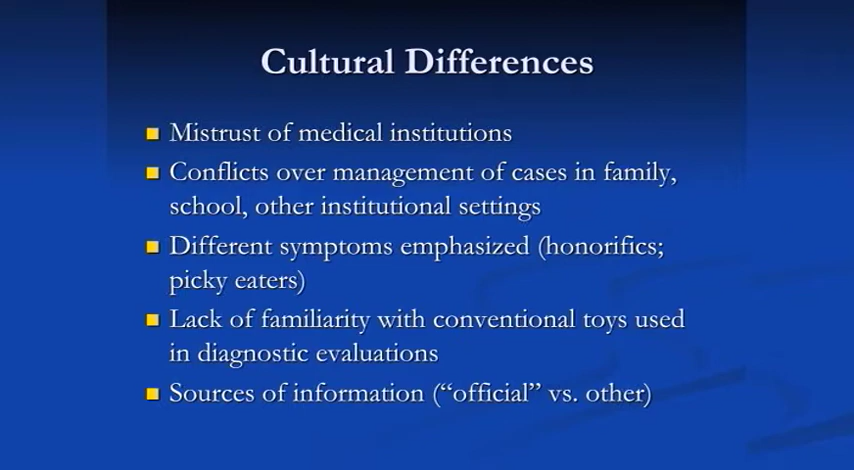 Cultural Differences
Mistrust of medical institutions
Conflicts over management of cases in family,
school, other institutional settings
Different symptoms emphasized (honorifics;
picky eaters)
Lack of familiarity with conventional toys used
in diagnostic evaluations
Sources of information (“official” vs. other)